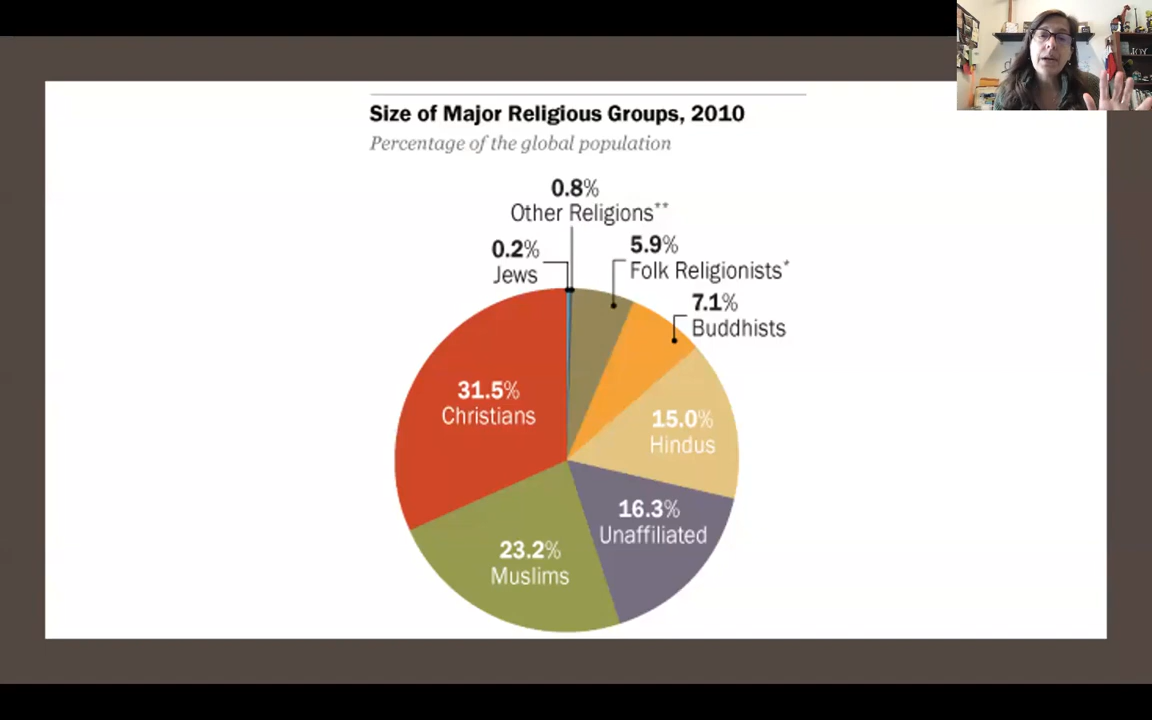 Size of Major Religious Groups, 2010
Percentage of the global population
0.8%
Other Religions**
0.2%
Jews
5.9%
Folk Religionists*
7.1%
Buddhists
31.5%
Christians
15.0%
Hindus
16.3%
Unaffiliated
23.2%
Muslims
JOY